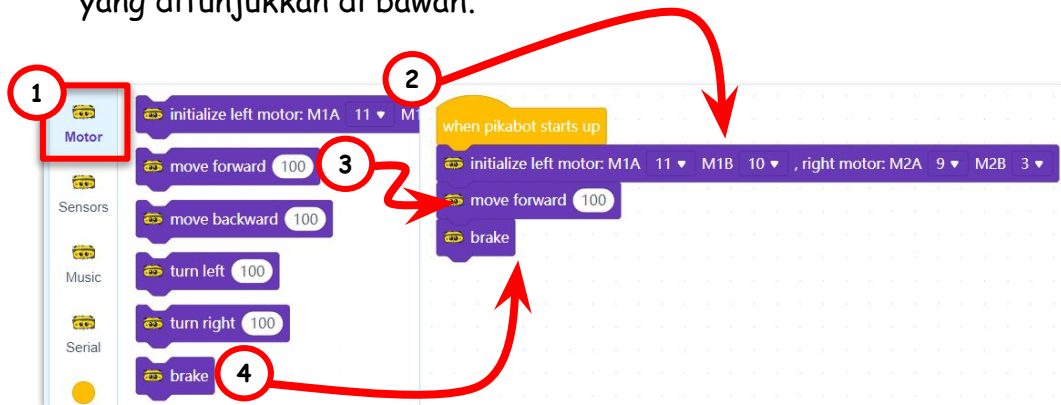 yang ditunjukkan di bawah.
1
2
Motor
initialize left motor: M1A 11
when pikabot starts up
initialize left motor: M1A 11 M1B 10 , right motor: M2A 9 M2B 3
move forward 100
3
move forward 100
Sensors
move backward 100
brake
Music
turn left 100
turn right 100
Serial
brake
4